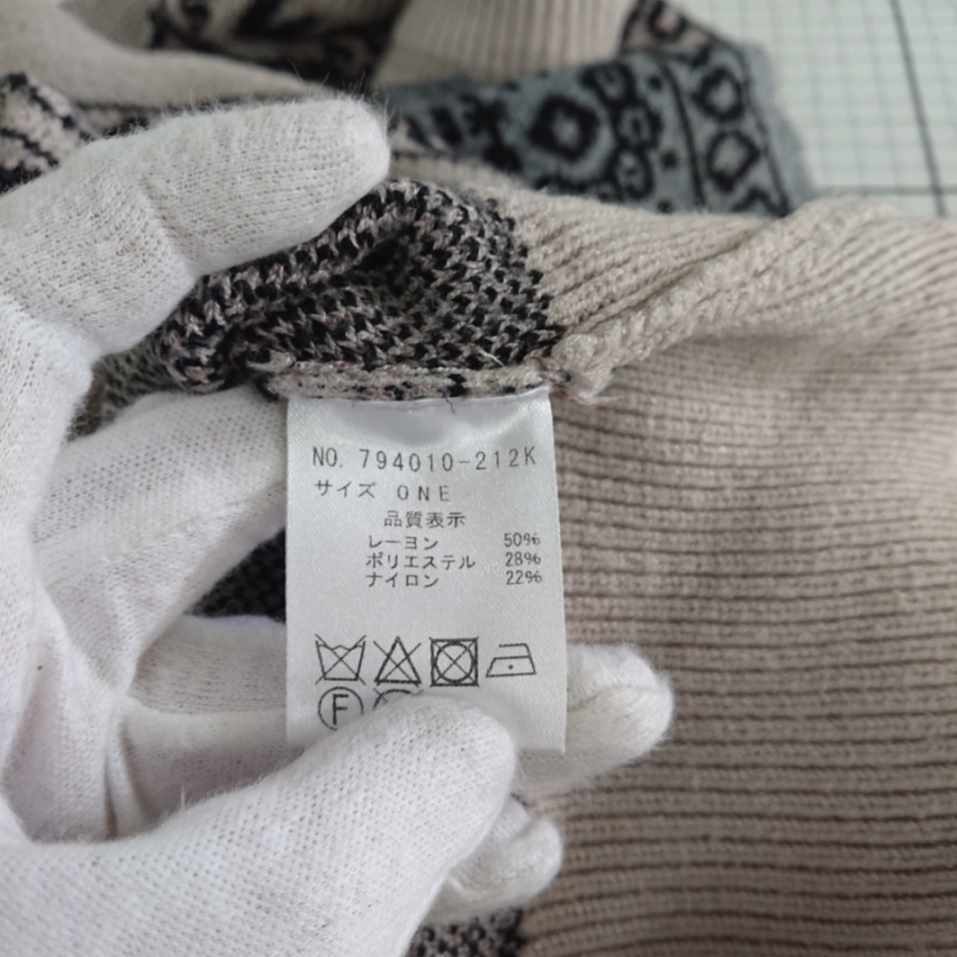 NO. 794010-212K
サイズ ONE
品質表示
レーヨン 50%
ポリエステル 28%
ナイロン 22%
F